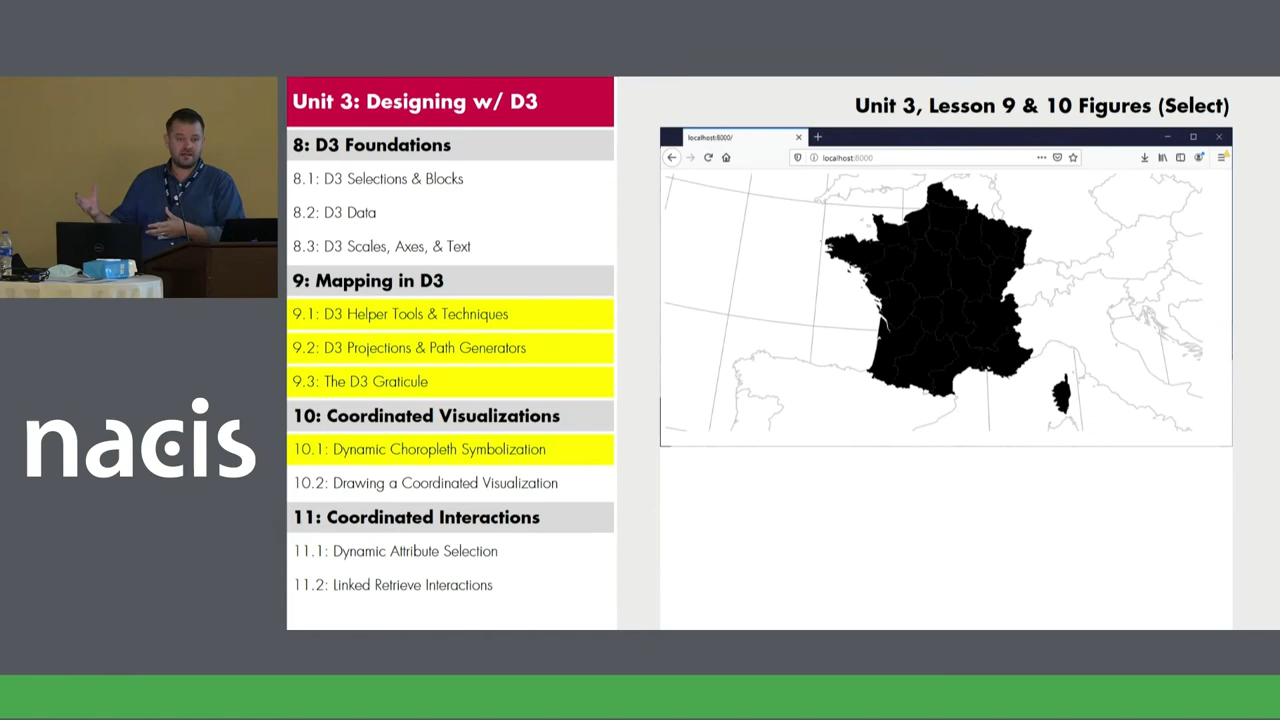 Unit 3: Designing w/ D3
8: D3 Foundations
8.1: D3 Selections & Blocks
8.2: D3 Data
8.3: D3 Scales, Axes, & Text
9: Mapping in D3
9.1: D3 Helper Tools & Techniques
9.2: D3 Projections & Path Generators
9.3: The D3 Graticule
10: Coordinated Visualizations
10.1: Dynamic Choropleth Symbolization
10.2: Drawing a Coordinated Visualization
11: Coordinated Interactions
11.1: Dynamic Attribute Selection
11.2: Linked Retrieve Interactions
Unit 3, Lesson 9 & 10 Figures (Select)
localhost:8000/
localhost:8000
nacis